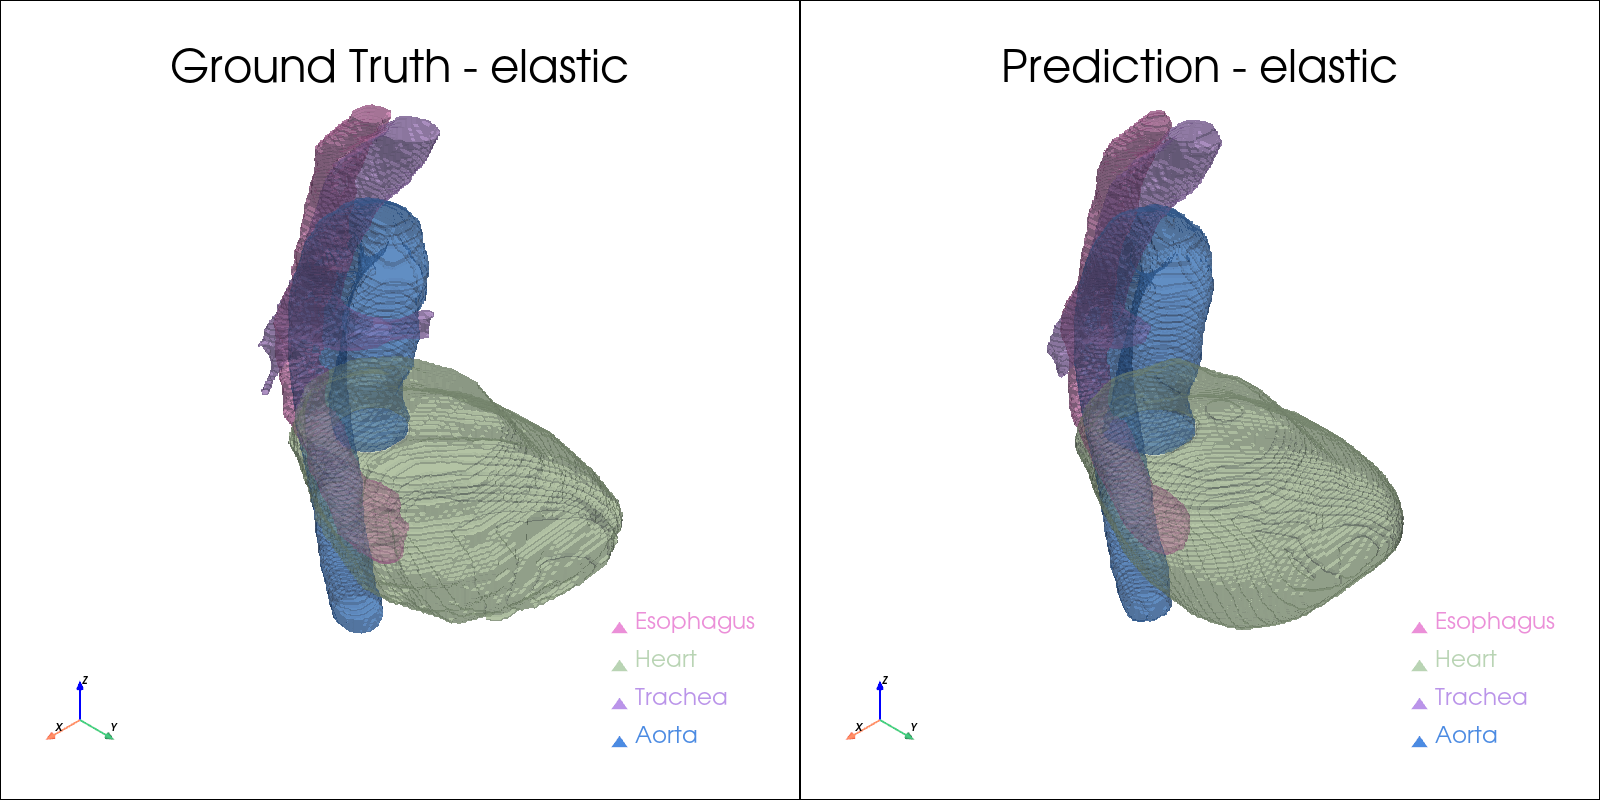 Ground Truth - elastic
Esophagus
Heart
Trachea
Aorta
Z
X
Y
Prediction - elastic
Esophagus
Heart
Trachea
Aorta
Z
X
Y